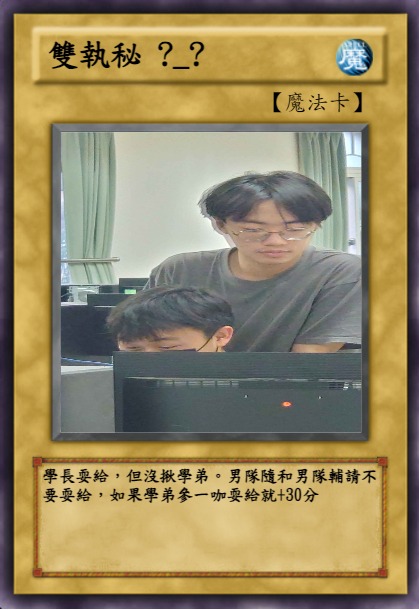 雙執秘 ?_?
魔
【魔法卡】
學長耍給，但沒揪學弟。男隊隨和男隊輔請不
要耍給，如果學弟參一咖耍給就+30分